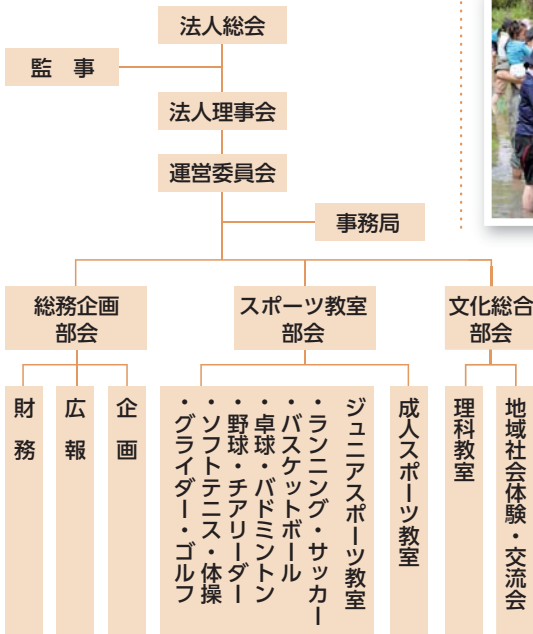 法人総会
監　事
法人理事会
運営委員会
事務局
総務企画
部会
スポーツ教室
部会
文化総合
部会
財　務
広　報
企　画
ジュニアスポーツ教室
・ランニング・サッカー
・バスケットボール
・卓球・バドミントン
・野球・チアリーダー
・ソフトテニス・体操
・グライダー・ゴルフ
成人スポーツ教室
理科教室
地域社会体験・交流会